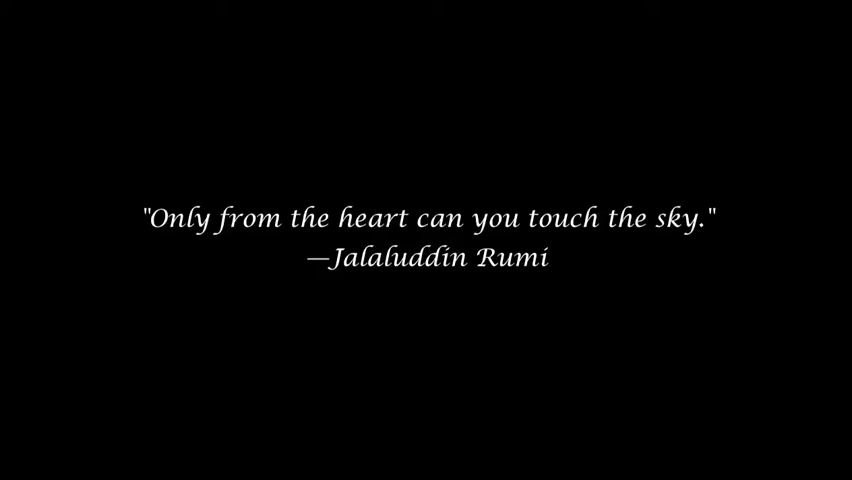 "Only from the heart can you touch the sky."
—Jalaluddin Rumi